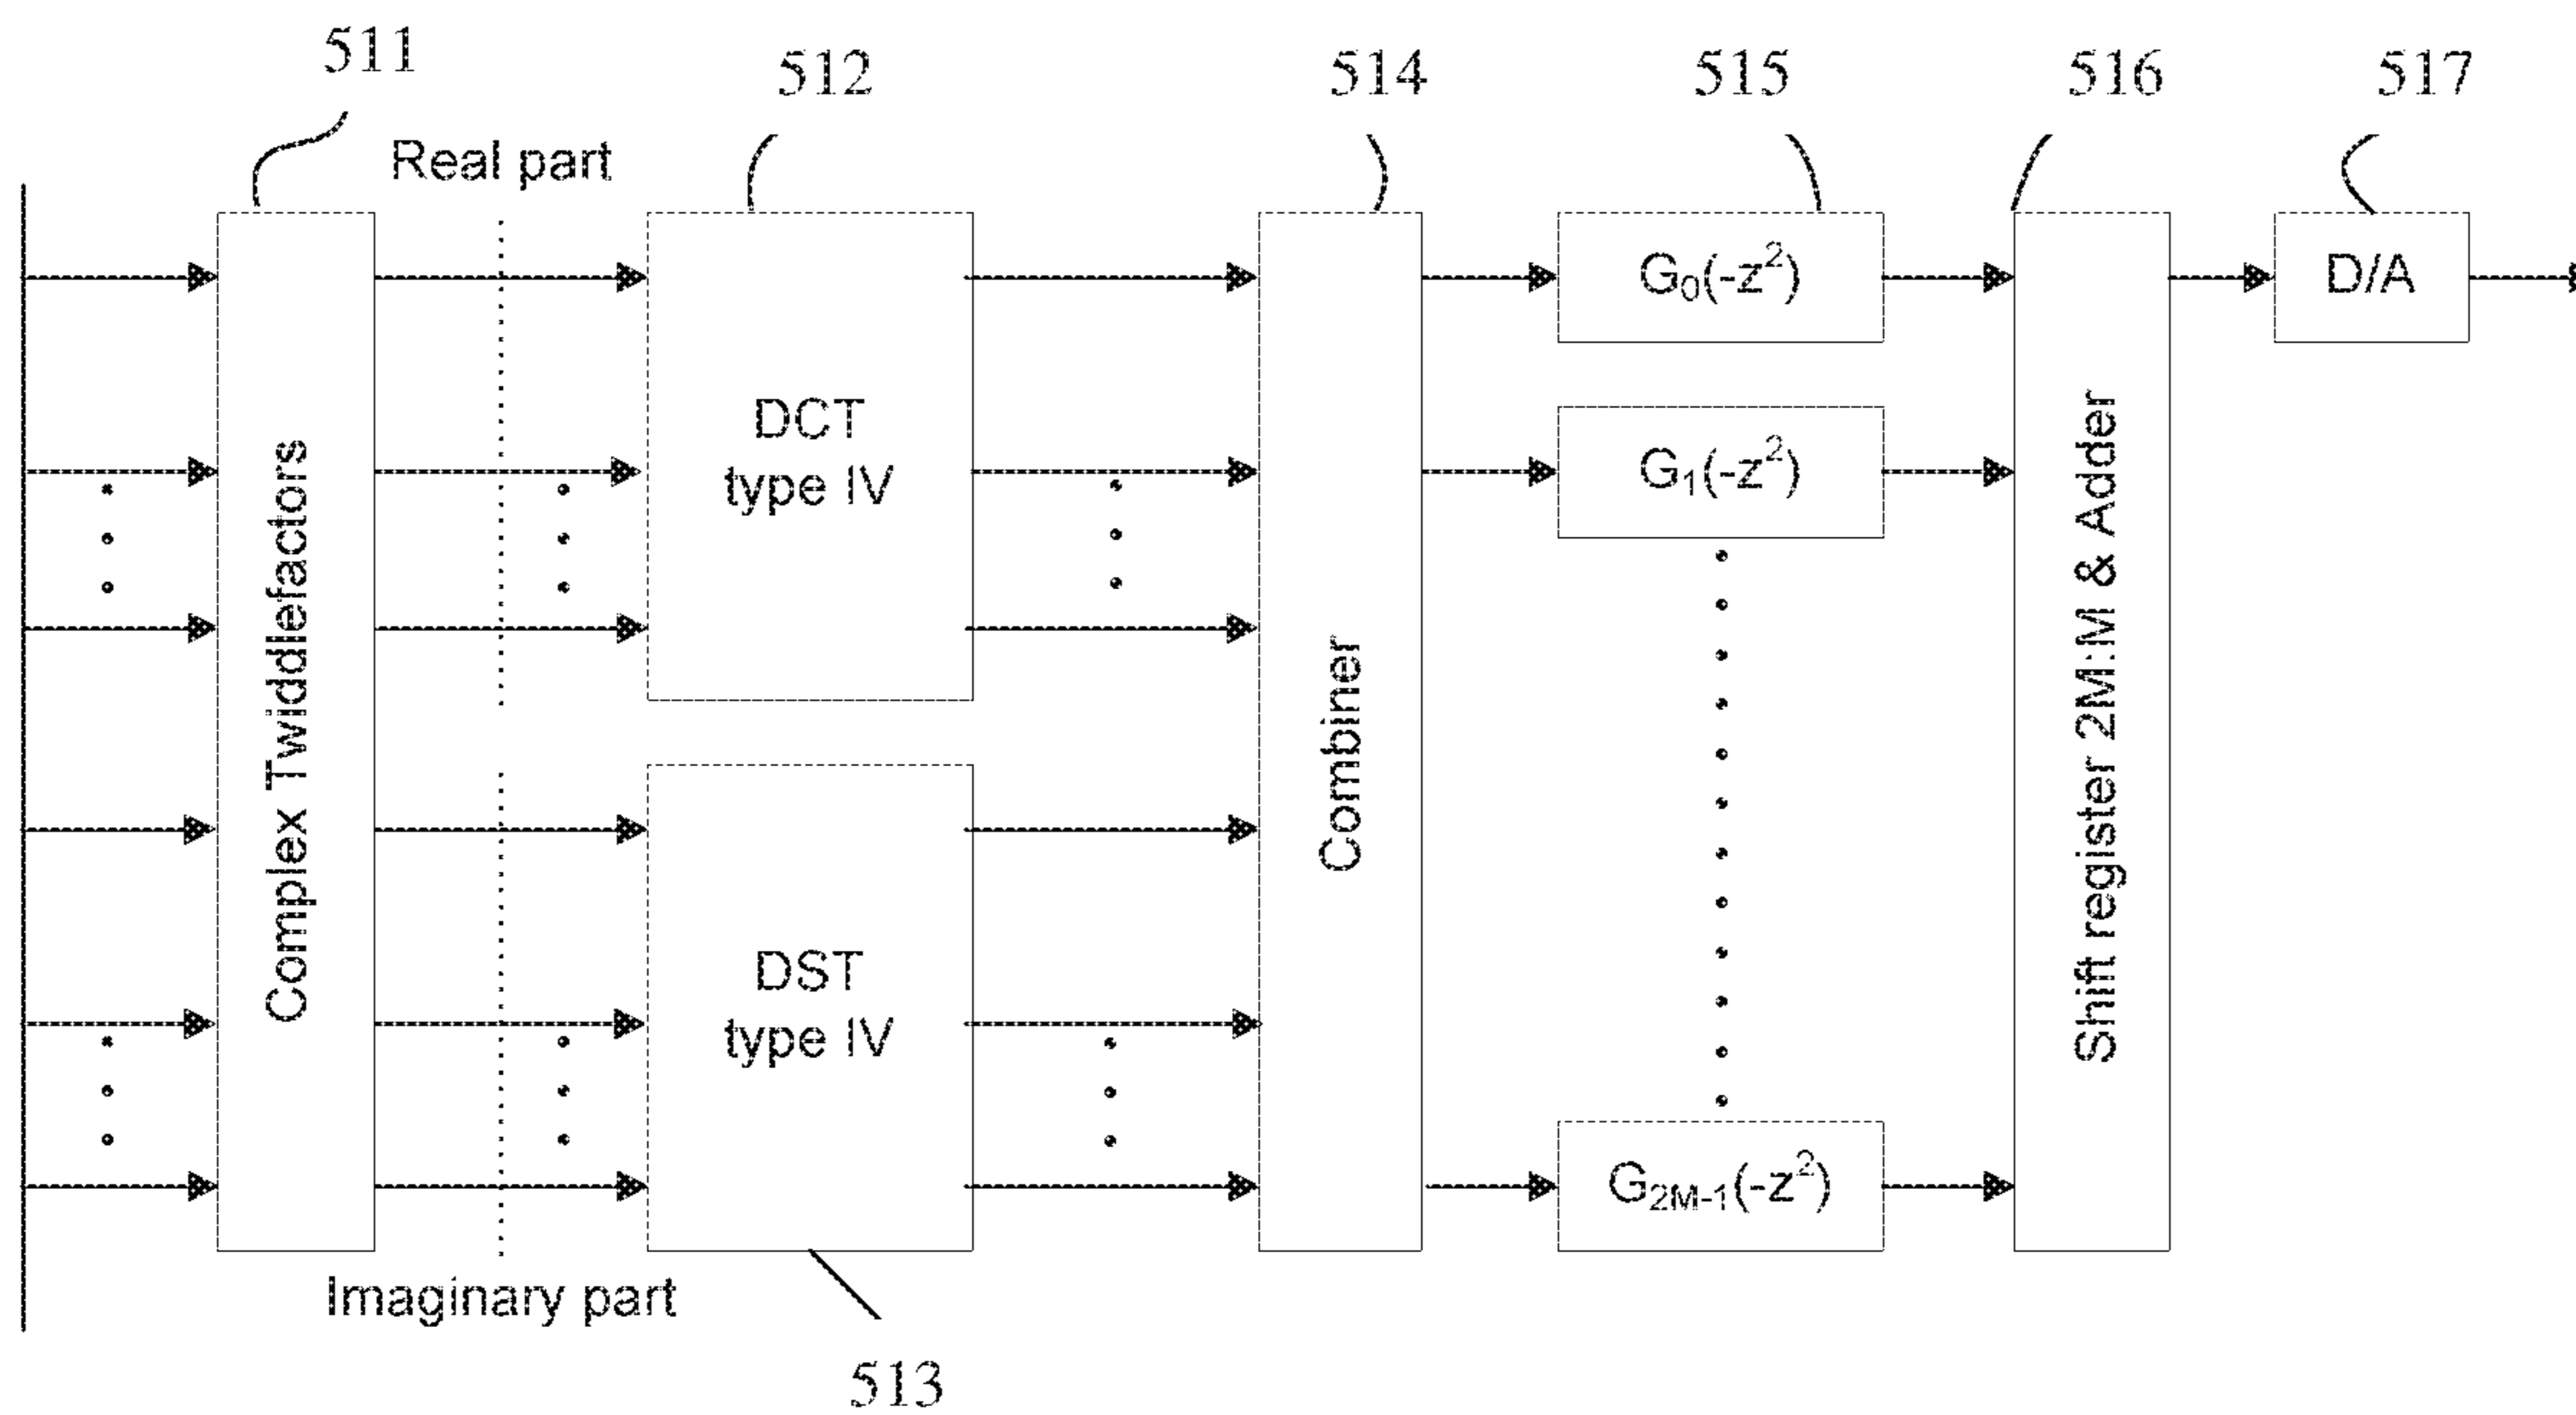 511
512
514
515
516
517
Real part
Complex Twiddlefactors
DCT
type IV
DST
type IV
Combiner
G₀(-z²)
G₁(-z²)
G₂ₘ₋₁(-z²)
Shift register 2M:M & Adder
D/A
Imaginary part
513